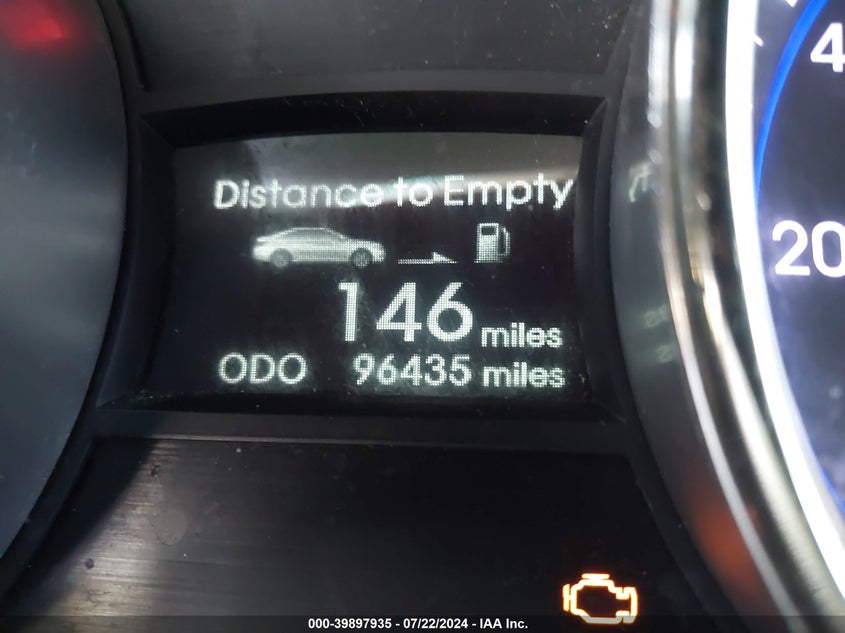 4
Distance to Empty
20
146 miles
ODO 96435 miles
000-39897935 - 07/22/2024 - IAA Inc.